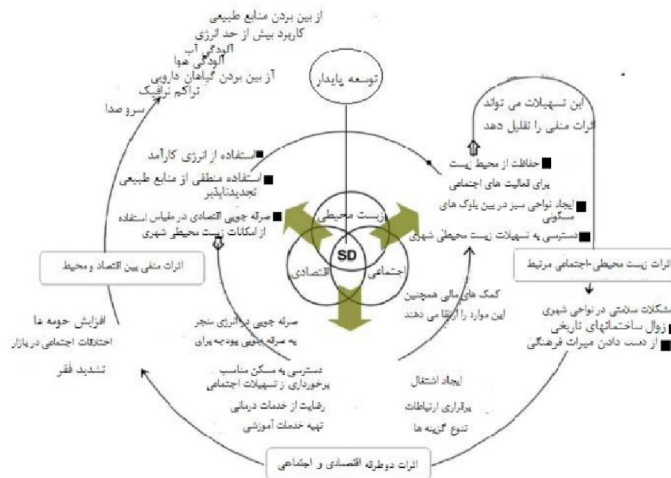 از بین بردن منابع طبیعی
کاربرد بیش از حد انرژی
آلودگی آب
آلودگی هوا
از بین بردن گیاهان دارویی
تراکم ترافیک
سرو صدا
توسعه پایدار
این تسهیلات می تواند
اثرات منفی را تقلیل دهد
استفاده از انرژی کارآمد
استفاده منطقی از منابع طبیعی
تجدیدناپذیر
صرفه جویی اقتصادی در مقیاس استفاده
از امکانات زیست محیطی شهری
حفاظت از محیط زیست
برای فعالیت های اجتماعی
ایجاد نواحی سبز در بین بلوک های
مسکونی
دسترسی به تسهیلات زیست محیطی شهری
زیست محیطی
SD
اقتصادی
اجتماعی
اثرات منفی بین اقتصاد و محیط
اثرات زیست محیطی-اجتماعی مرتبط
مشکلات سلامتی در نواحی شهری
زوال ساختمانهای تاریخی
از دست دادن میراث فرهنگی
کمک های مالی همچنین
این موارد را ارتقا می دهند
صرفه جویی در انرژی منجر
به صرفه جویی بودجه برای
دسترسی به مسکن مناسب
برخورداری از تسهیلات اجتماعی
رضایت از خدمات درمانی
تهیه خدمات آموزشی
ایجاد اشتغال
برقراری ارتباطات
تنوع گزینه ها
افزایش حومه ها
اختلافات اجتماعی در بازار
تشدید فقر
اثرات دوطرفه اقتصادی و اجتماعی